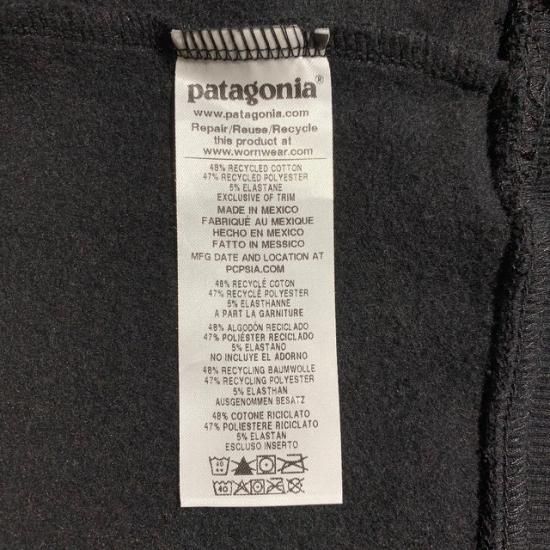 patagonia®
www.patagonia.com
Repair/Reuse/Recycle
this product at
www.wornwear.com
48% RECYCLED COTTON
47% RECYCLED POLYESTER
5% ELASTANE
EXCLUSIVE OF TRIM
MADE IN MEXICO
FABRIQUÉ AU MEXIQUE
HECHO EN MEXICO
FATTO IN MESSICO
MFG DATE AND LOCATION AT
PCPSIA.COM
48% RECYCLÉ COTON
47% RECYCLÉ POLYESTER
5% ELASTHANNE
A PART LA GARNITURE
48% ALGODÓN RECICLADO
47% POLIÉSTER RECICLADO
5% ELASTANO
NO INCLUYE EL ADORNO
48% RECYCLING BAUMWOLLE
47% RECYCLING POLYESTER
5% ELASTHAN
AUSGENOMMEN BESATZ
48% COTONE RICICLATO
47% POLIESTERE RICICLATO
5% ELASTAN
ESCLUSO INSERTO
40
40